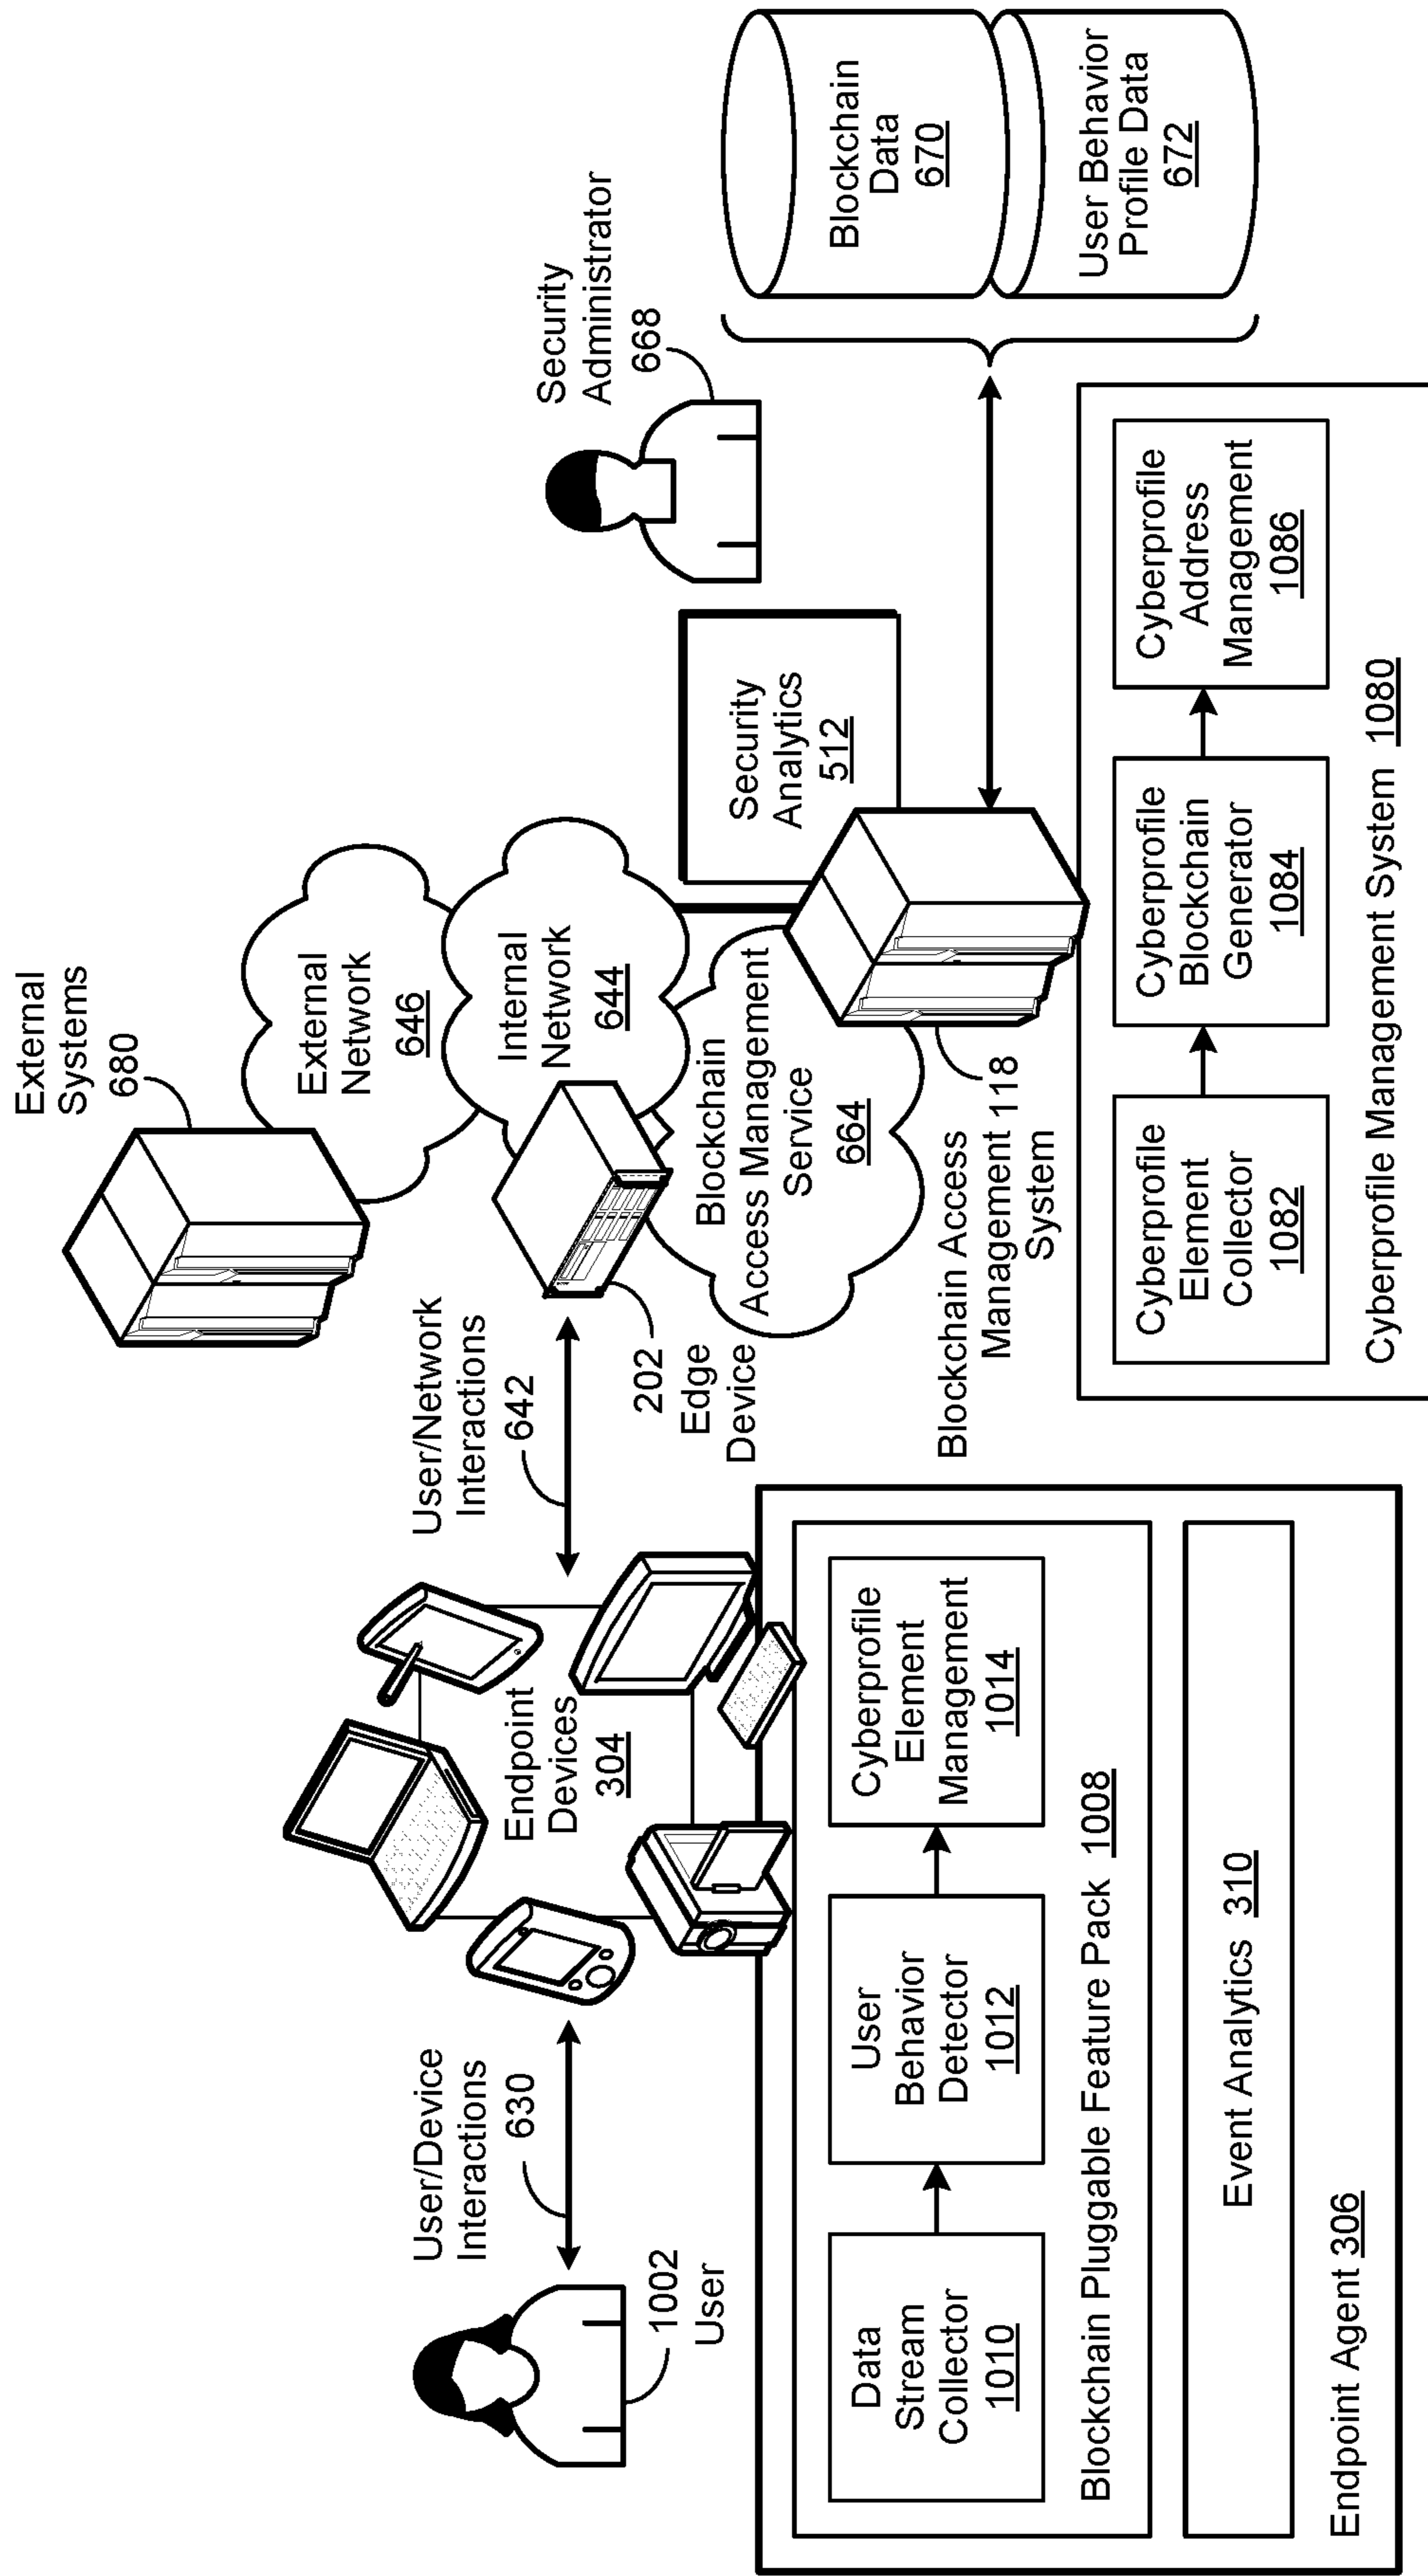 External
Systems
680
External
Network
646
Internal
Network
644
User/Device
Interactions
630
User/Network
Interactions
642
Endpoint
Devices
304
1002
User
202
Edge
Device
Security
Administrator
668
Security
Analytics
512
Blockchain
Access Management
Service
664
Blockchain Access
Management 118
System
Blockchain
Data
670
User Behavior
Profile Data
672
Data
Stream
Collector
1010
User
Behavior
Detector
1012
Cyberprofile
Element
Management
1014
Blockchain Pluggable Feature Pack 1008
Event Analytics 310
Endpoint Agent 306
Cyberprofile
Element
Collector
1082
Cyberprofile
Blockchain
Generator
1084
Cyberprofile
Address
Management
1086
Cyberprofile Management System 1080